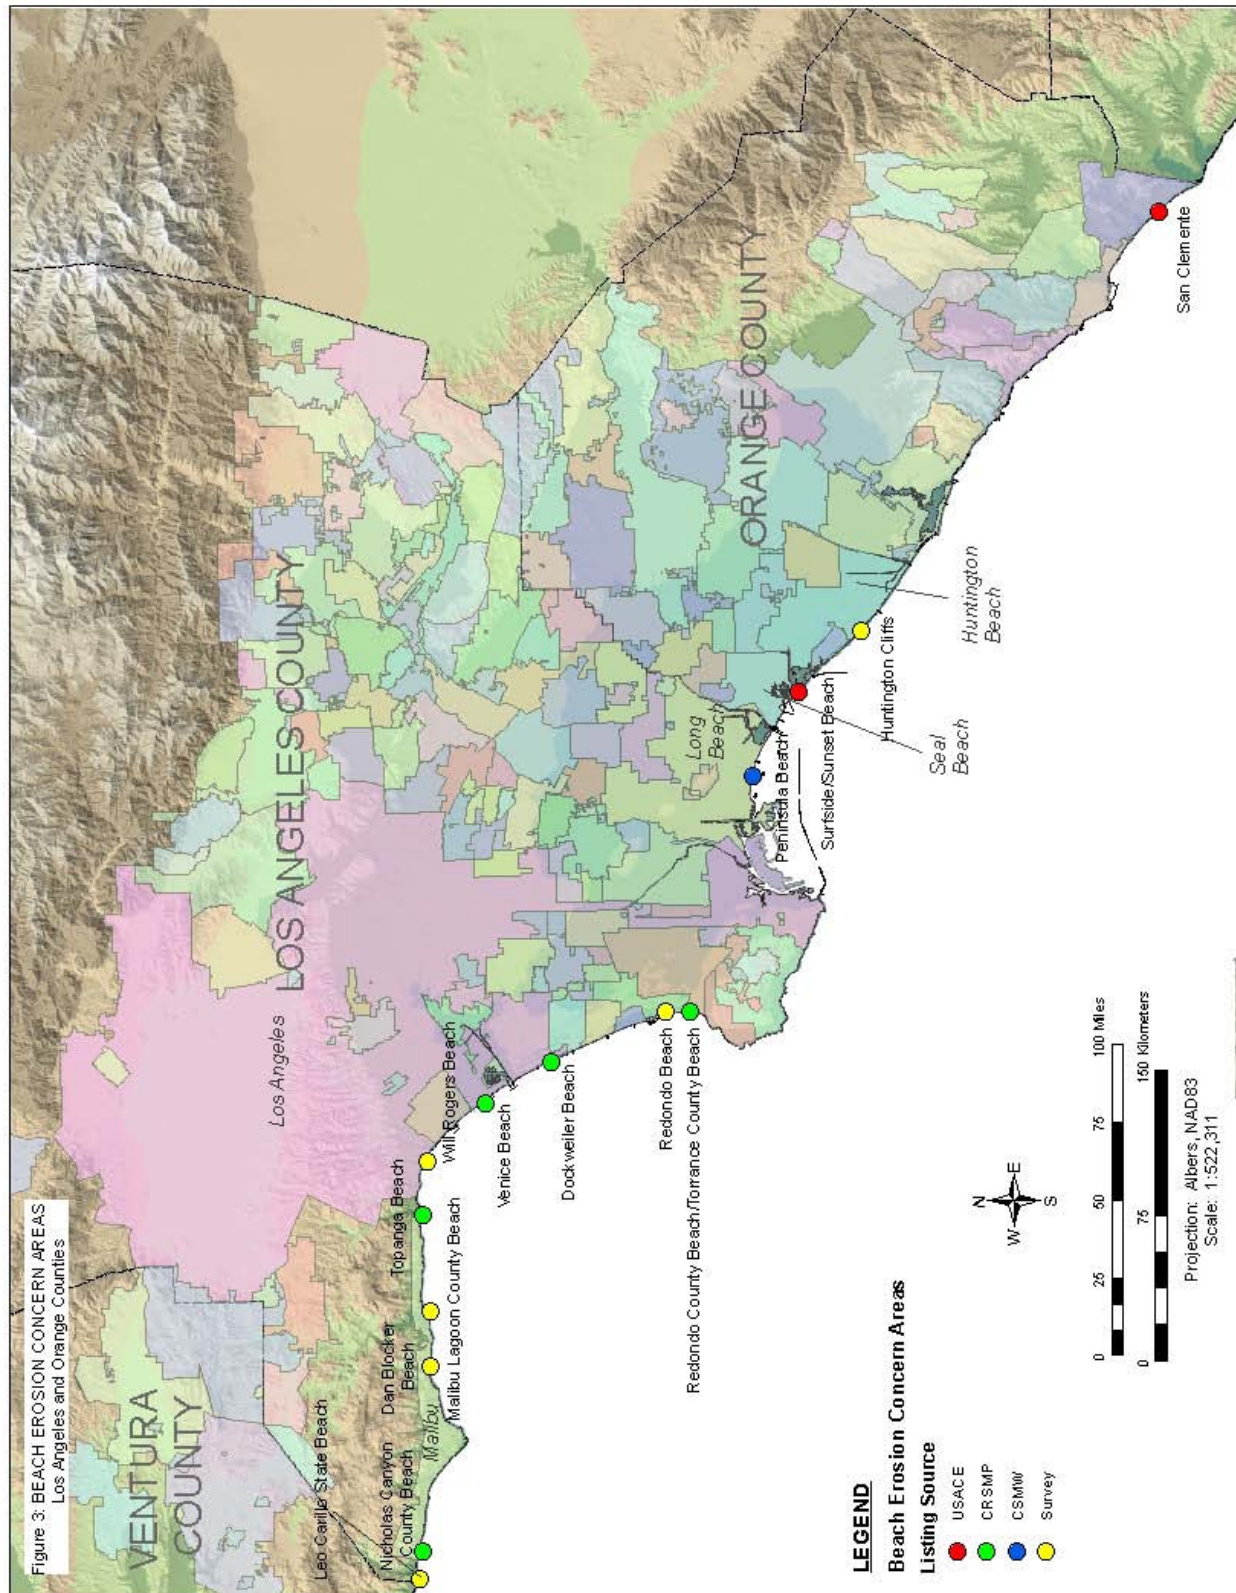 Figure 3: BEACH EROSION CONCERN AREAS
Los Angeles and Orange Counties
VENTURA
COUNTY
LOS ANGELES COUNTY
ORANGE COUNTY
Los Angeles
Leo Carillo State Beach
Nicholas Canyon
County Beach
Malibu
Dan Blocker
Beach
Malibu Lagoon County Beach
Topanga Beach
Will Rogers Beach
Venice Beach
Dockweiler Beach
Redondo Beach
Redondo County Beach/Torrance County Beach
Long
Beach
Peninsula Beach
Surfside/Sunset Beach
Seal
Beach
Huntington Cliffs
Huntington
Beach
San Clemente
LEGEND
Beach Erosion Concern Areas
Listing Source
USACE
CRSMP
CSMW
Survey
N
W
E
S
0
25
50
75
100 Miles
0
75
150 Kilometers
Projection: Albers, NAD83
Scale: 1:522,311